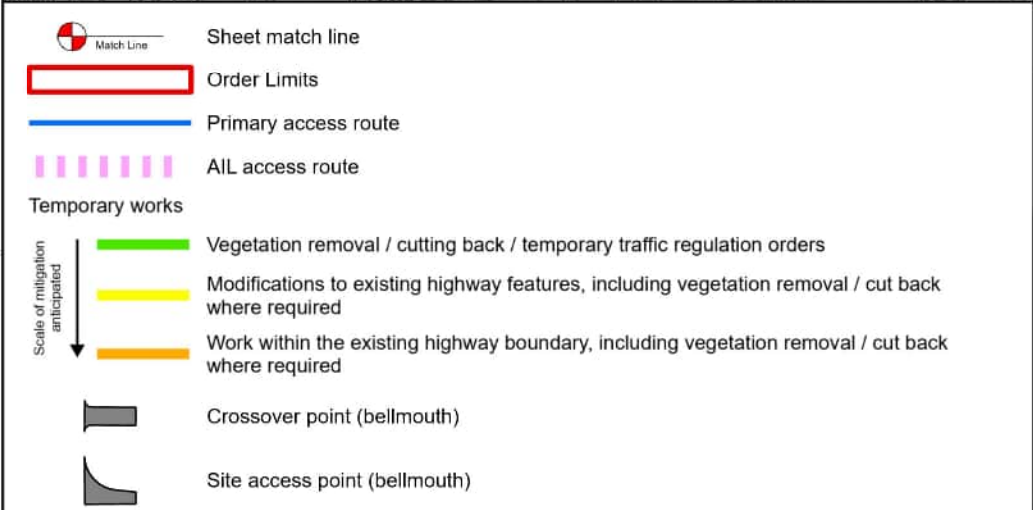 Match Line
Sheet match line
Order Limits
Primary access route
AIL access route
Temporary works
Scale of mitigation
anticipated
Vegetation removal / cutting back / temporary traffic regulation orders
Modifications to existing highway features, including vegetation removal / cut back
where required
Work within the existing highway boundary, including vegetation removal / cut back
where required
Crossover point (bellmouth)
Site access point (bellmouth)